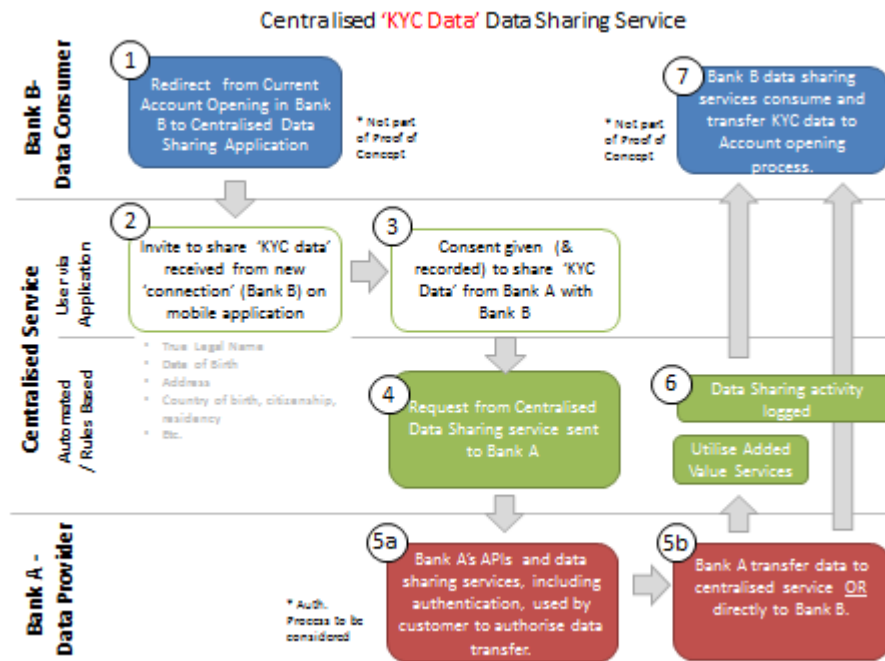 Centralised 'KYC Data' Data Sharing Service
Bank B-
Data Consumer
1
Redirect from Current
Account Opening in Bank
B to Centralised Data
Sharing Application
* Not part
of Proof of
Concept
* Not part
of Proof of
Concept
7
Bank B data sharing
services consume and
transfer KYC data to
Account opening
process.
Centralised Service
User via
Application
2
Invite to share 'KYC data'
received from new
'connection' (Bank B) on
mobile application
3
Consent given (&
recorded) to share 'KYC
Data' from Bank A with
Bank B
Automated
/ Rules Based
• True Legal Name
• Date of Birth
• Address
• Country of birth, citizenship,
residency
• Etc.
4
Request from Centralised
Data Sharing service sent
to Bank A
6
Data Sharing activity
logged
Utilise Added
Value Services
Bank A -
Data Provider
* Auth.
Process to be
considered
5a
Bank A's APIs and data
sharing services, including
authentication, used by
customer to authorise data
transfer.
5b
Bank A transfer data to
centralised service OR
directly to Bank B.